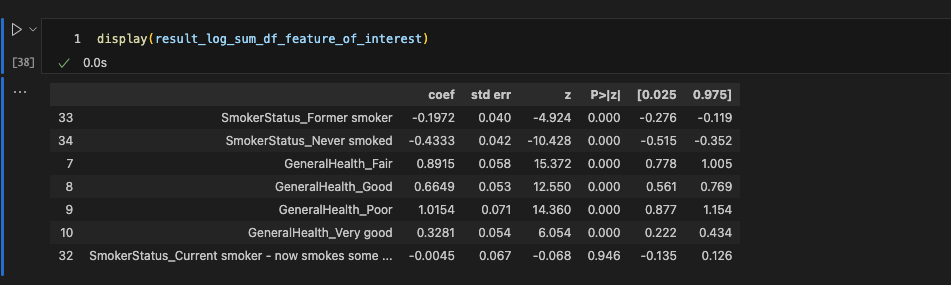 1 display(result_log_sum_df_feature_of_interest)
[38] 0.0s
...
coef std err z P>|z| [0.025 0.975]
33 SmokerStatus_Former smoker -0.1972 0.040 -4.924 0.000 -0.276 -0.119
34 SmokerStatus_Never smoked -0.4333 0.042 -10.428 0.000 -0.515 -0.352
7 GeneralHealth_Fair 0.8915 0.058 15.372 0.000 0.778 1.005
8 GeneralHealth_Good 0.6649 0.053 12.550 0.000 0.561 0.769
9 GeneralHealth_Poor 1.0154 0.071 14.360 0.000 0.877 1.154
10 GeneralHealth_Very good 0.3281 0.054 6.054 0.000 0.222 0.434
32 SmokerStatus_Current smoker - now smokes some ... -0.0045 0.067 -0.068 0.946 -0.135 0.126